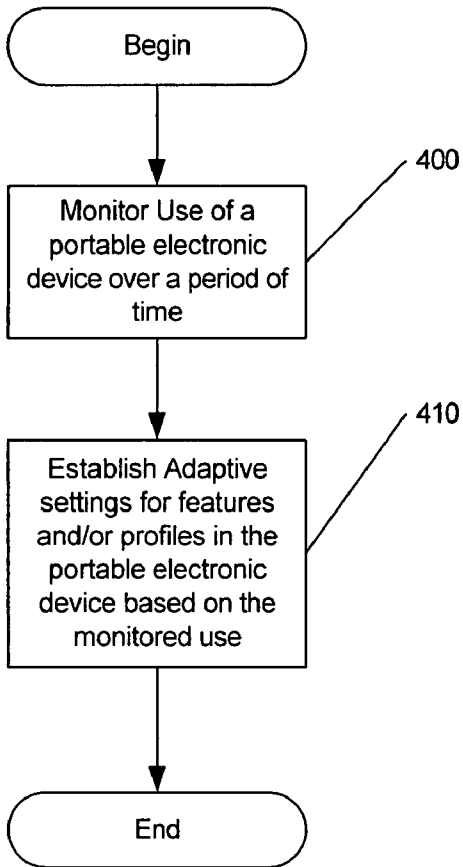 Begin
400
Monitor Use of a
portable electronic
device over a period of
time
410
Establish Adaptive
settings for features
and/or profiles in the
portable electronic
device based on the
monitored use
End